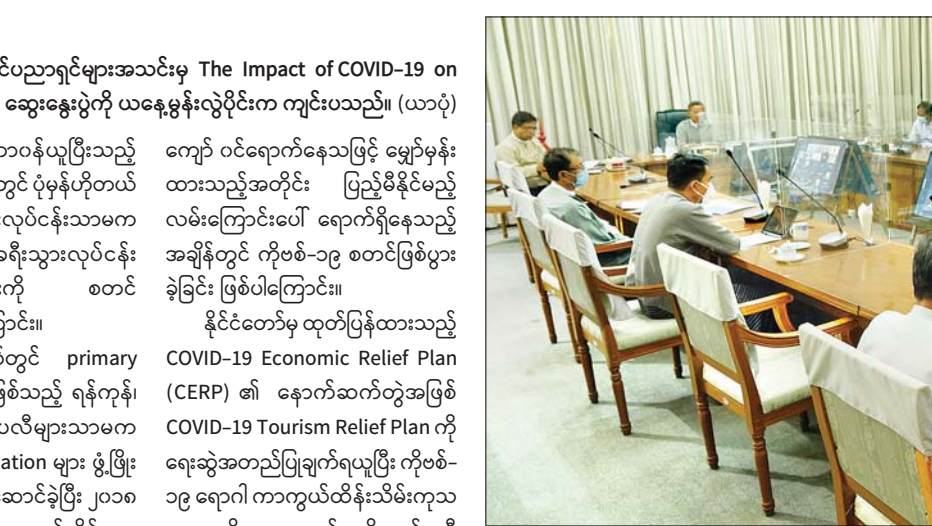 င်ပညာရှင်များအသင်းမှ The Impact of COVID–19 on
ဆွေးနွေးပွဲကို ယနေ့မွန်းလွဲပိုင်းက ကျင်းပသည်။ (ယာပုံ)
တာဝန်ယူပြီးသည့်
တွင် ပုံမှန်ဟိုတယ်
းလုပ်ငန်းသာမက
ခရီးသွားလုပ်ငန်း
းကို စတင်
ကြာင်း။
်တွင် primary
ဖြစ်သည့် ရန်ကုန်၊
ပလီများသာမက
ation များ ဖွံ့ဖြိုး
ဆောင်ခဲ့ပြီး ၂၀၁၈
ကျော် ဝင်ရောက်နေသဖြင့် မျှော်မှန်း
ထားသည့်အတိုင်း ပြည့်မီနိုင်မည့်
လမ်းကြောင်းပေါ် ရောက်ရှိနေသည့်
အချိန်တွင် ကိုဗစ်–၁၉ စတင်ဖြစ်ပွား
ခဲ့ခြင်း ဖြစ်ပါကြောင်း။
နိုင်ငံတော်မှ ထုတ်ပြန်ထားသည့်
COVID–19 Economic Relief Plan
(CERP) ၏ နောက်ဆက်တွဲအဖြစ်
COVID–19 Tourism Relief Plan ကို
ရေးဆွဲအတည်ပြုချက်ရယူပြီး ကိုဗစ်–
၁၉ ရောဂါ ကာကွယ်ထိန်းသိမ်းကုသ